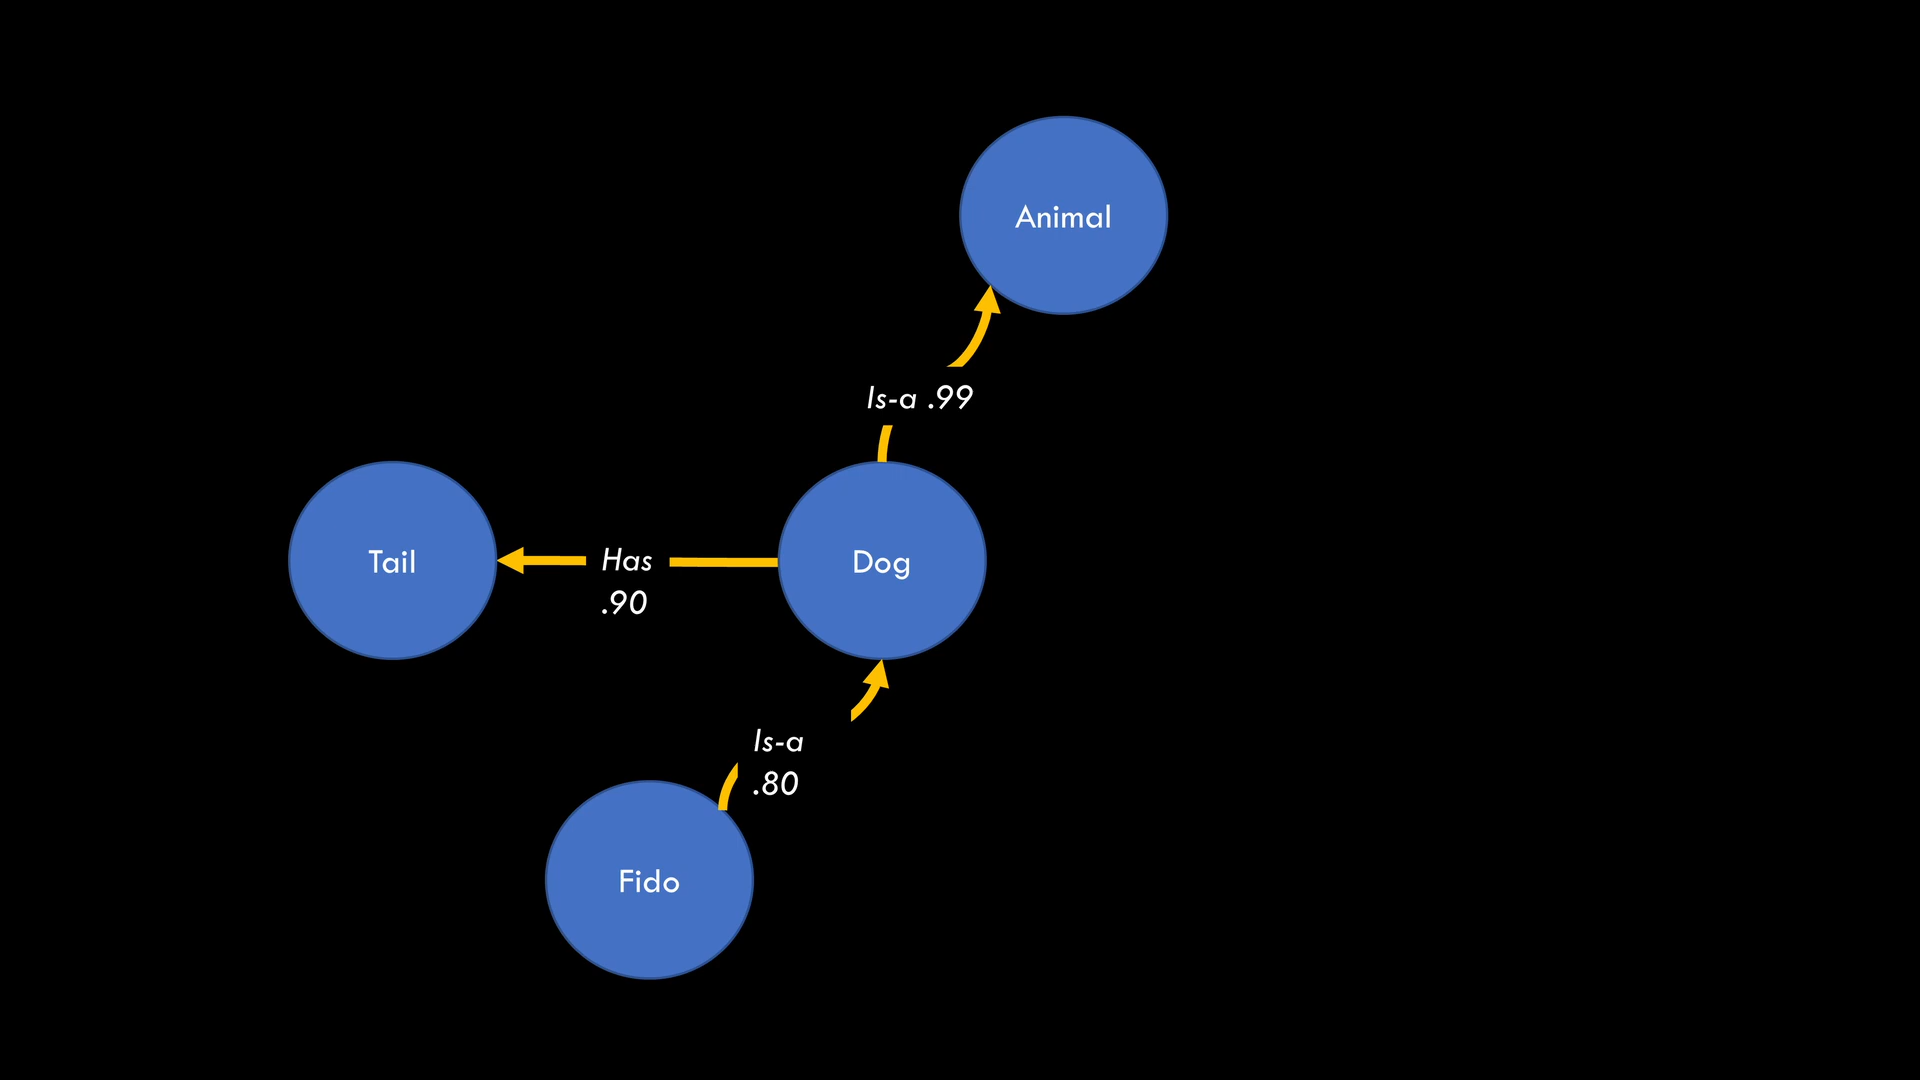 Animal
Is-a .99
Tail
Has
.90
Dog
Is-a
.80
Fido